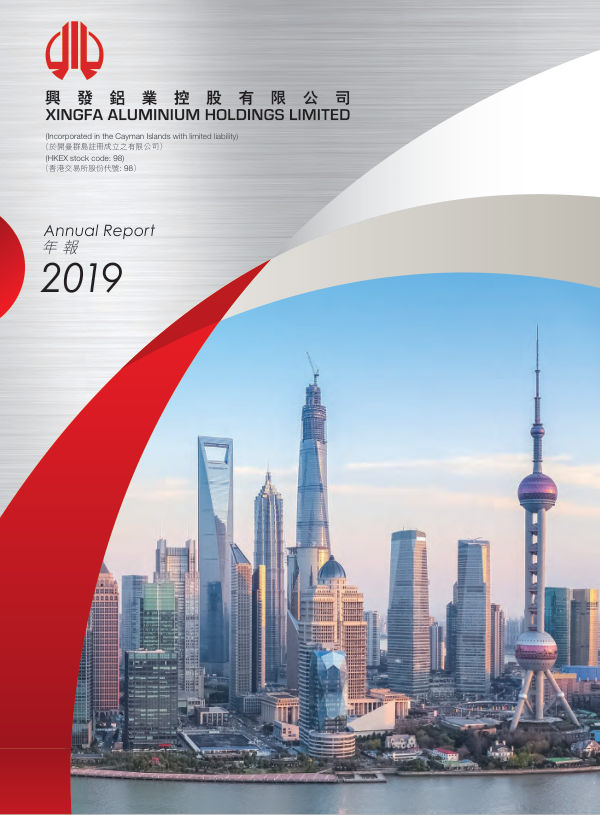 興發鋁業控股有限公司
XINGFA ALUMINIUM HOLDINGS LIMITED
(Incorporated in the Cayman Islands with limited liability)
（於開曼群島註冊成立之有限公司）
(HKEX stock code: 98)
（香港交易所股份代號: 98）
Annual Report
年報
2019